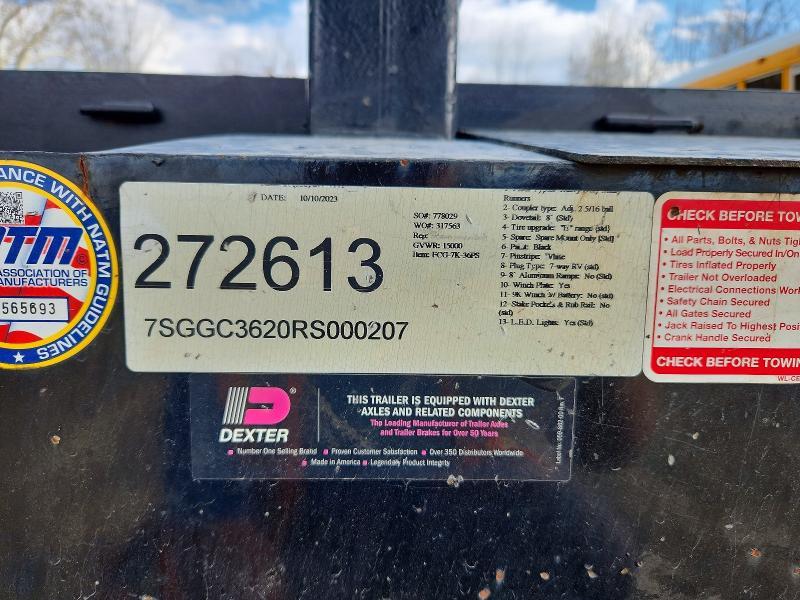 ANCE WITH NATM GUIDELINES
ASSOCIATION OF
MANUFACTURERS
565693
DATE: 10/10/2023
SO#: 778029
WO#: 317563
Rep:
GVWR: 15000
Item: FCG-7K-36PS
272613
7SGGC3620RS000207
Runners
2- Coupler type: Adj. 2 5/16 ball
3- Dovetail: 8' (Std)
4- Tire upgrade: "E" range (std)
5- Spare: Spare Mount Only [Std]
6- Paint: Black
7- Pinstripe: White
8- Plug Type: 7-way RV (std)
9- 8' Aluminum Ramps: No (Std)
10- Winch Plate: Yes
11- 9K Winch w/ Battery: No (std)
12- Stake Pockets & Rub Rail: No
(std)
13- L.E.D. Lights: Yes (Std)
CHECK BEFORE TOW
• All Parts, Bolts, & Nuts Tig
• Load Properly Secured In/On
• Tires Inflated Properly
• Trailer Not Overloaded
• Electrical Connections Work
• Safety Chain Secured
• All Gates Secured
• Jack Raised To Highest Posi
• Crank Handle Secured
CHECK BEFORE TOWIN
WL-CE
DEXTER®
THIS TRAILER IS EQUIPPED WITH DEXTER
AXLES AND RELATED COMPONENTS
The Leading Manufacturer of Trailer Axles
and Trailer Brakes for Over 50 Years
Number One Selling Brand Proven Customer Satisfaction Over 350 Distributors Worldwide
Made in America Legendary Product Integrity